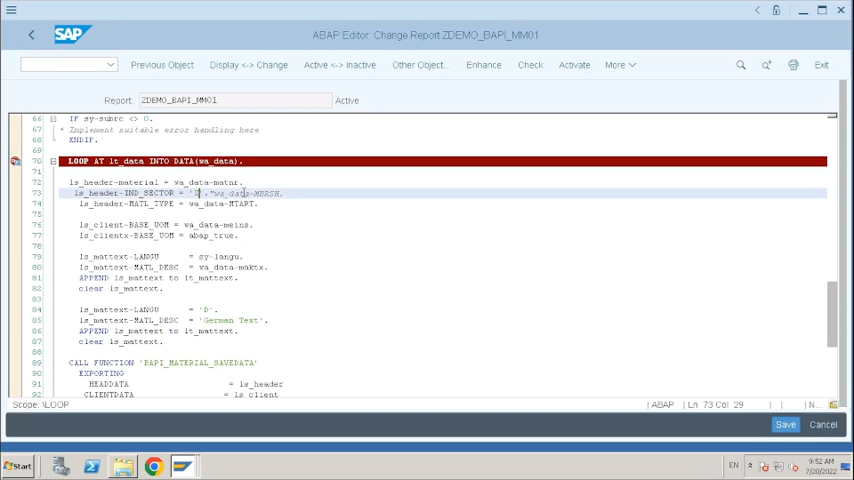 SAP
ABAP Editor: Change Report ZDEMO_BAPI_MM01
Previous Object Display <-> Change Active <-> Inactive Other Object... Enhance Check Activate More Exit
Report: ZDEMO_BAPI_MM01 Active
66 IF sy-subrc <> 0.
67 * Implement suitable error handling here
68 ENDIF.
69
70 LOOP AT lt_data INTO DATA(wa_data).
71
72 ls_header-material = wa_data-matnr.
73 ls_header-IND_SECTOR = "wa_data-MBRSH.
74 ls_header-MATL_TYPE = wa_data-MTART.
75
76 ls_client-BASE_UOM = wa_data-meins.
77 ls_clientx-BASE_UOM = abap_true.
78
79 ls_mattext-LANGU = sy-langu.
80 ls_mattext-MATL_DESC = wa_data-maktx.
81 APPEND ls_mattext to lt_mattext.
82 clear ls_mattext.
83
84 ls_mattext-LANGU = 'D'.
85 ls_mattext-MATL_DESC = 'German Text'.
86 APPEND ls_mattext to lt_mattext.
87 clear ls_mattext.
88
89 CALL FUNCTION 'BAPI_MATERIAL_SAVEDATA'
90 EXPORTING
91 HEADDATA = ls_header
92 CLIENTDATA = ls_client
Scope: \LOOP ABAP Ln 73 Col 29 N...
Save Cancel
Start EN 9:52 AM
7/20/2022